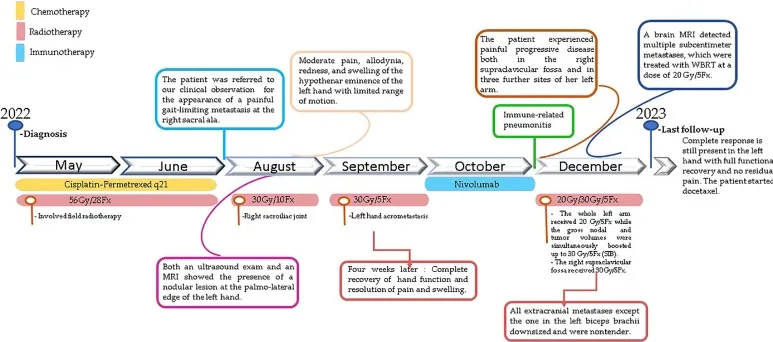 Chemotherapy
Radiotherapy
Immunotherapy
The patient was referred to
our clinical observation for
the appearance of a painful
gait-limiting metastasis at the
right sacral ala.
Moderate pain, allodynia,
redness, and swelling of the
hypothenar eminence of the
left hand with limited range
of motion.
The patient experienced
painful progressive disease
both in the right
supraclavicular fossa and in
three further sites of her left
arm.
Immune-related
pneumonitis
A brain MRI detected
multiple subcentimeter
metastases, which were
treated with WBRT at a
dose of 20 Gy/5Fx.
2022
-Diagnosis
2023
-Last follow-up
Complete response is
still present in the left
hand with full functional
recovery and no residual
pain. The patient started
docetaxel.
May
June
August
September
October
December
Cisplatin-Permetrexed q21
Nivolumab
56Gy/28Fx
30Gy/10Fx
30Gy/5Fx
20Gy/30Gy/5Fx
-Involved field radiotherapy
-Right sacroiliac joint
-Left hand acrometastasis
- The whole left arm
received 20 Gy/5Fx while
the gross nodal and
tumor volumes were
simultaneously boosted
up to 30 Gy/5Fx (SIB).
- The right supraclavicular
fossa received 30Gy/5Fx.
Both an ultrasound exam and an
MRI showed the presence of a
nodular lesion at the palmo-lateral
edge of the left hand.
Four weeks later : Complete
recovery of hand function and
resolution of pain and swelling.
All extracranial metastases except
the one in the left biceps brachii
downsized and were nontender.